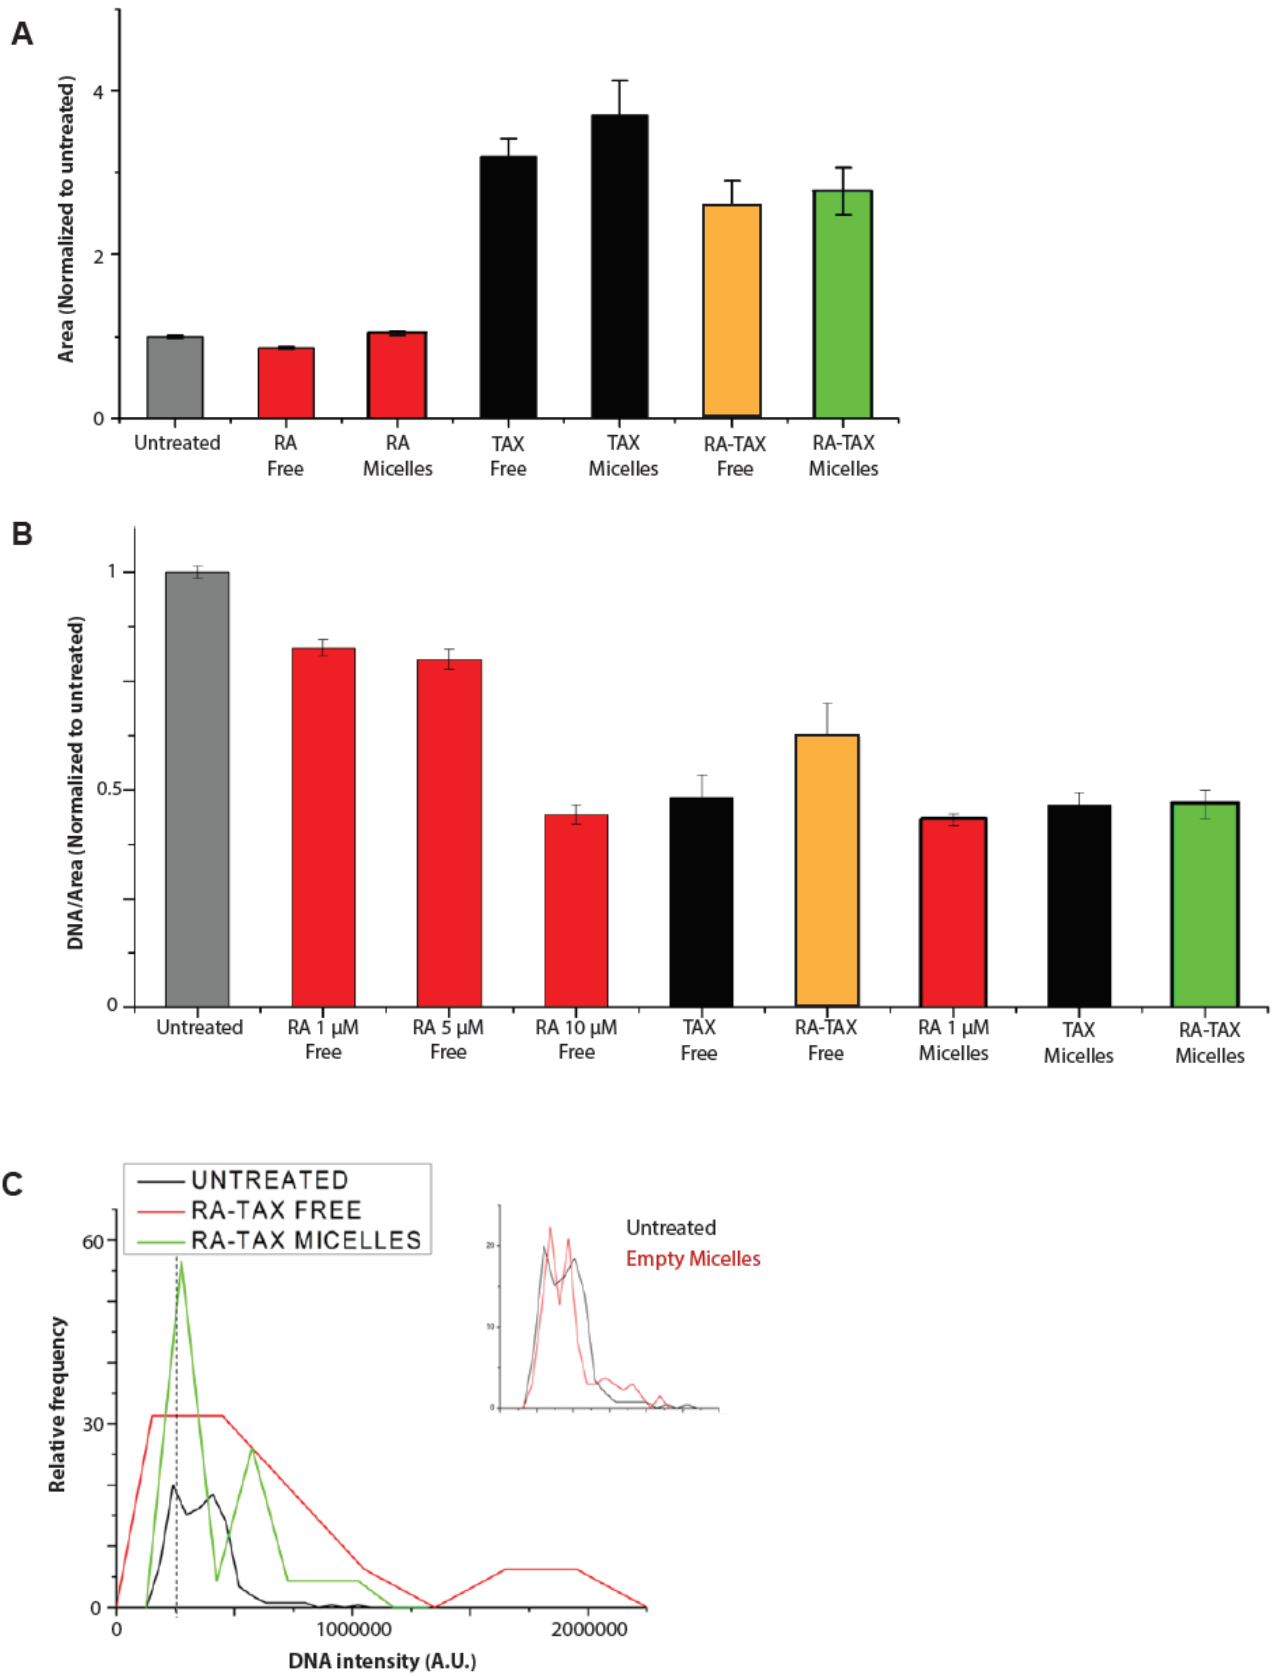 A
Area (Normalized to untreated)
4
2
0
Untreated
RA
Free
RA
Micelles
TAX
Free
TAX
Micelles
RA-TAX
Free
RA-TAX
Micelles
B
DNA/Area (Normalized to untreated)
1
0.5
0
Untreated
RA 1 µM
Free
RA 5 µM
Free
RA 10 µM
Free
TAX
Free
RA-TAX
Free
RA 1 µM
Micelles
TAX
Micelles
RA-TAX
Micelles
C
UNTREATED
RA-TAX FREE
RA-TAX MICELLES
Relative frequency
60
30
0
0
1000000
2000000
DNA intensity (A.U.)
Untreated
Empty Micelles
20
10
0